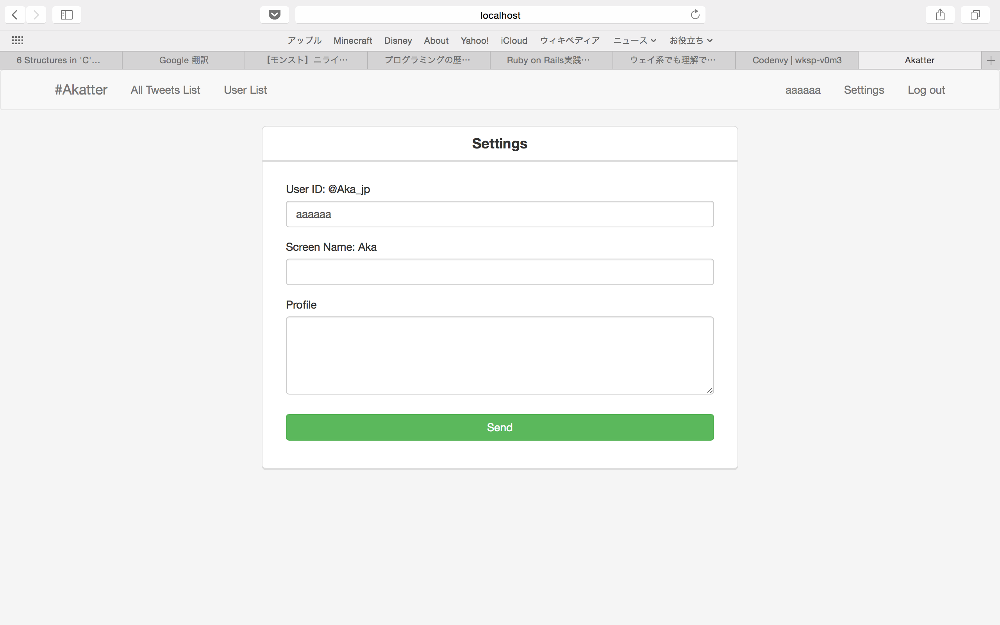 localhost
アップル Minecraft Disney About Yahoo! iCloud ウィキペディア ニュース お役立ち
6 Structures in 'C'... Google 翻訳 【モンスト】ニライ… プログラミングの歴… Ruby on Rails実践… ウェイ系でも理解で… Codenvy | wksp-v0m3 Akatter
#Akatter All Tweets List User List aaaaaa Settings Log out
Settings
User ID: @Aka_jp
aaaaaa
Screen Name: Aka
Profile
Send